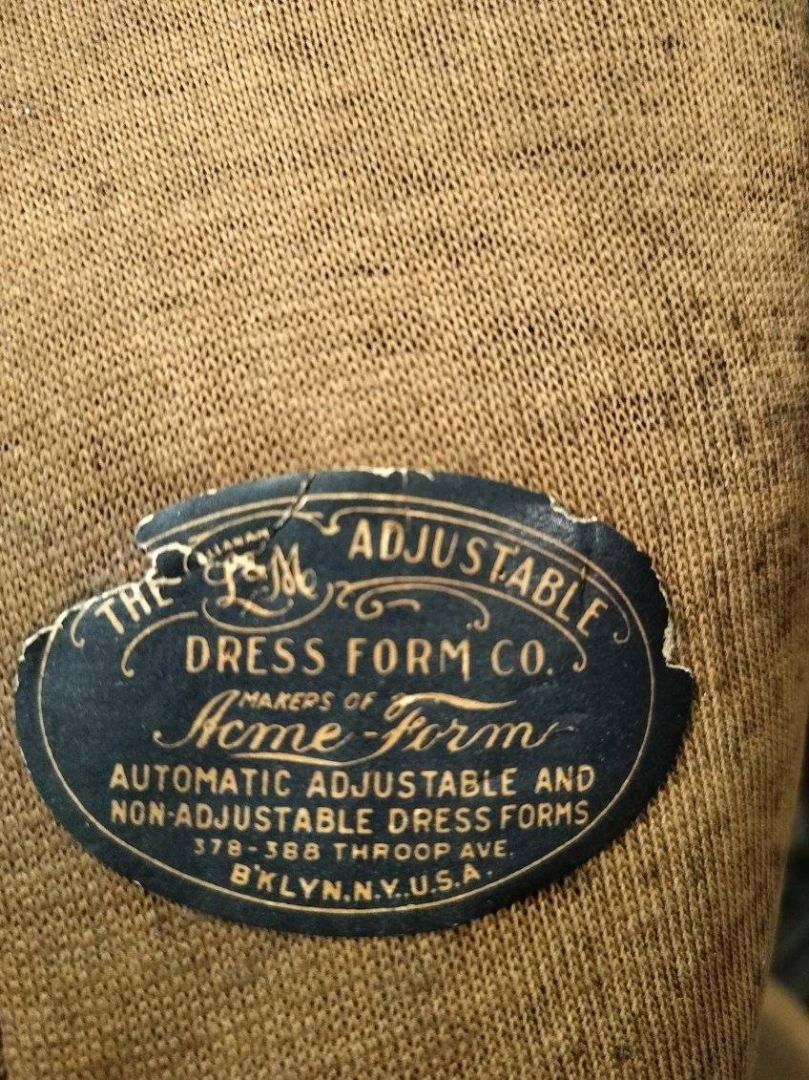 THE L&M ADJUSTABLE
DRESS FORM CO.
MAKERS OF
Acme-Form
AUTOMATIC ADJUSTABLE AND
NON-ADJUSTABLE DRESS FORMS
378-388 THROOP AVE.
B'KLYN.N.Y.U.S.A.